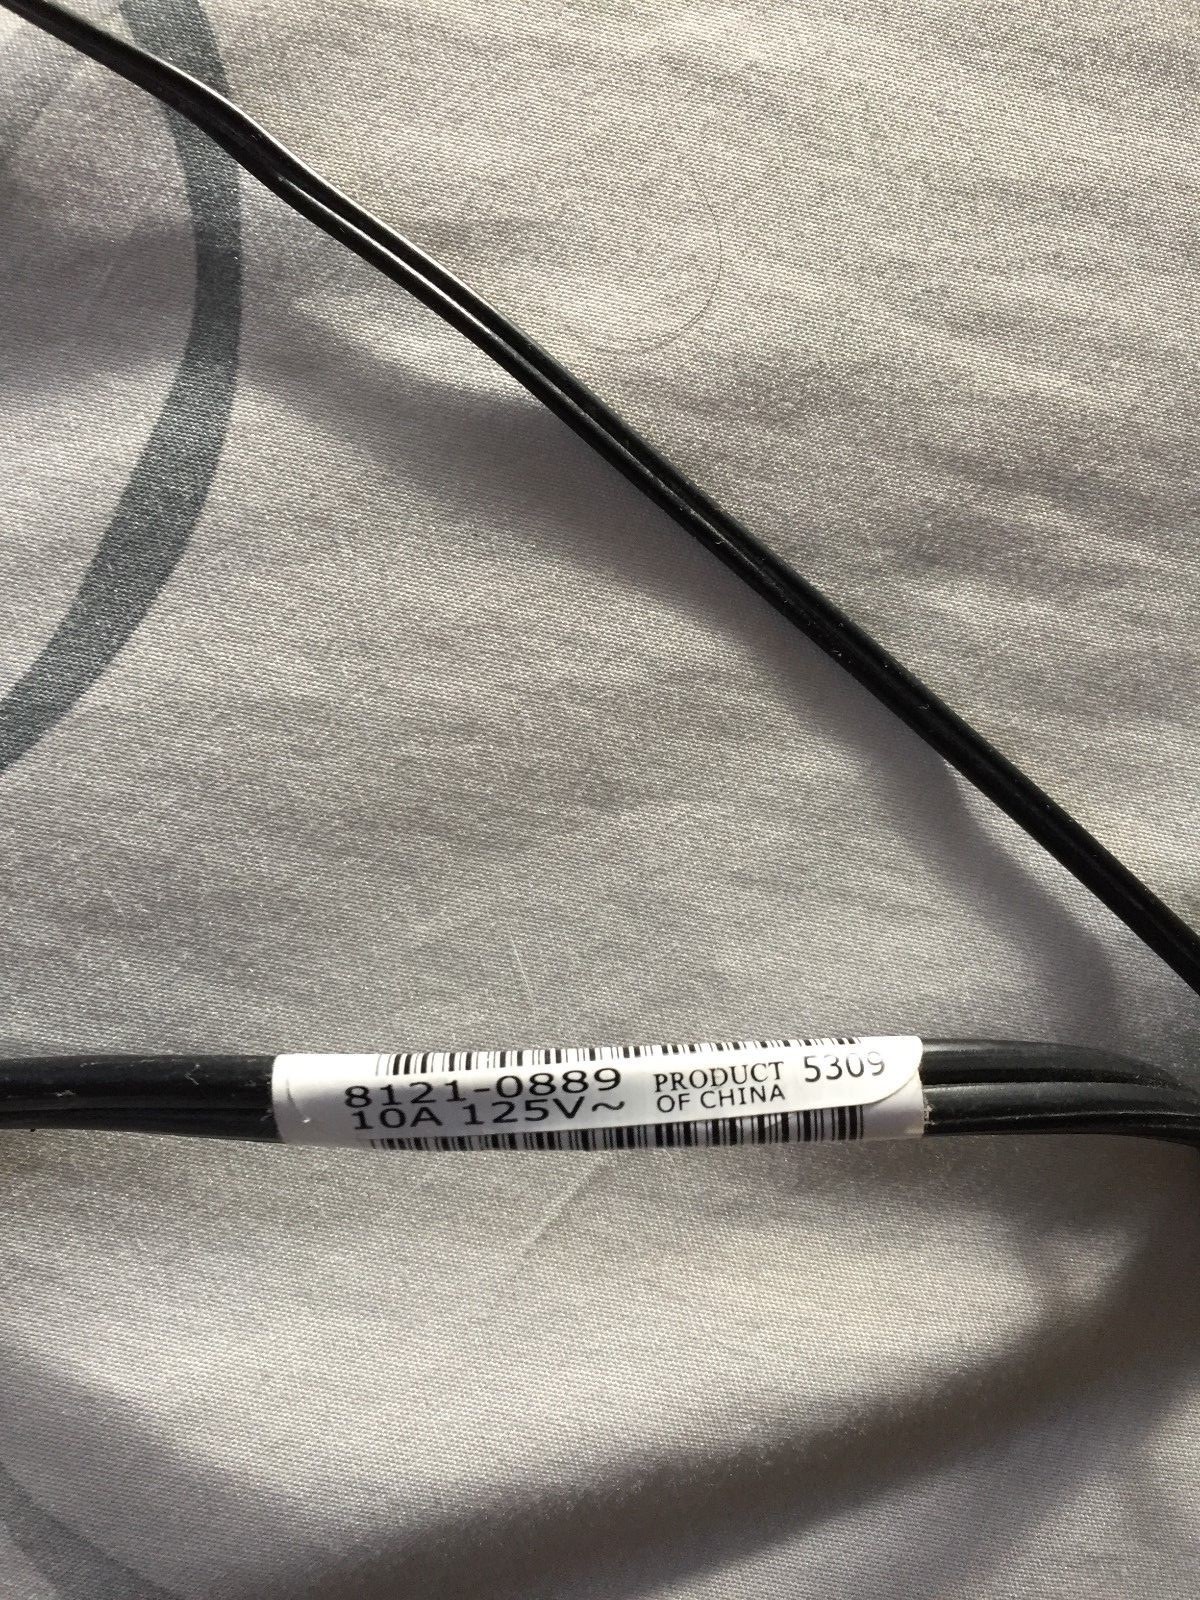 8121-0889
10A 125V~
PRODUCT
OF CHINA
5309